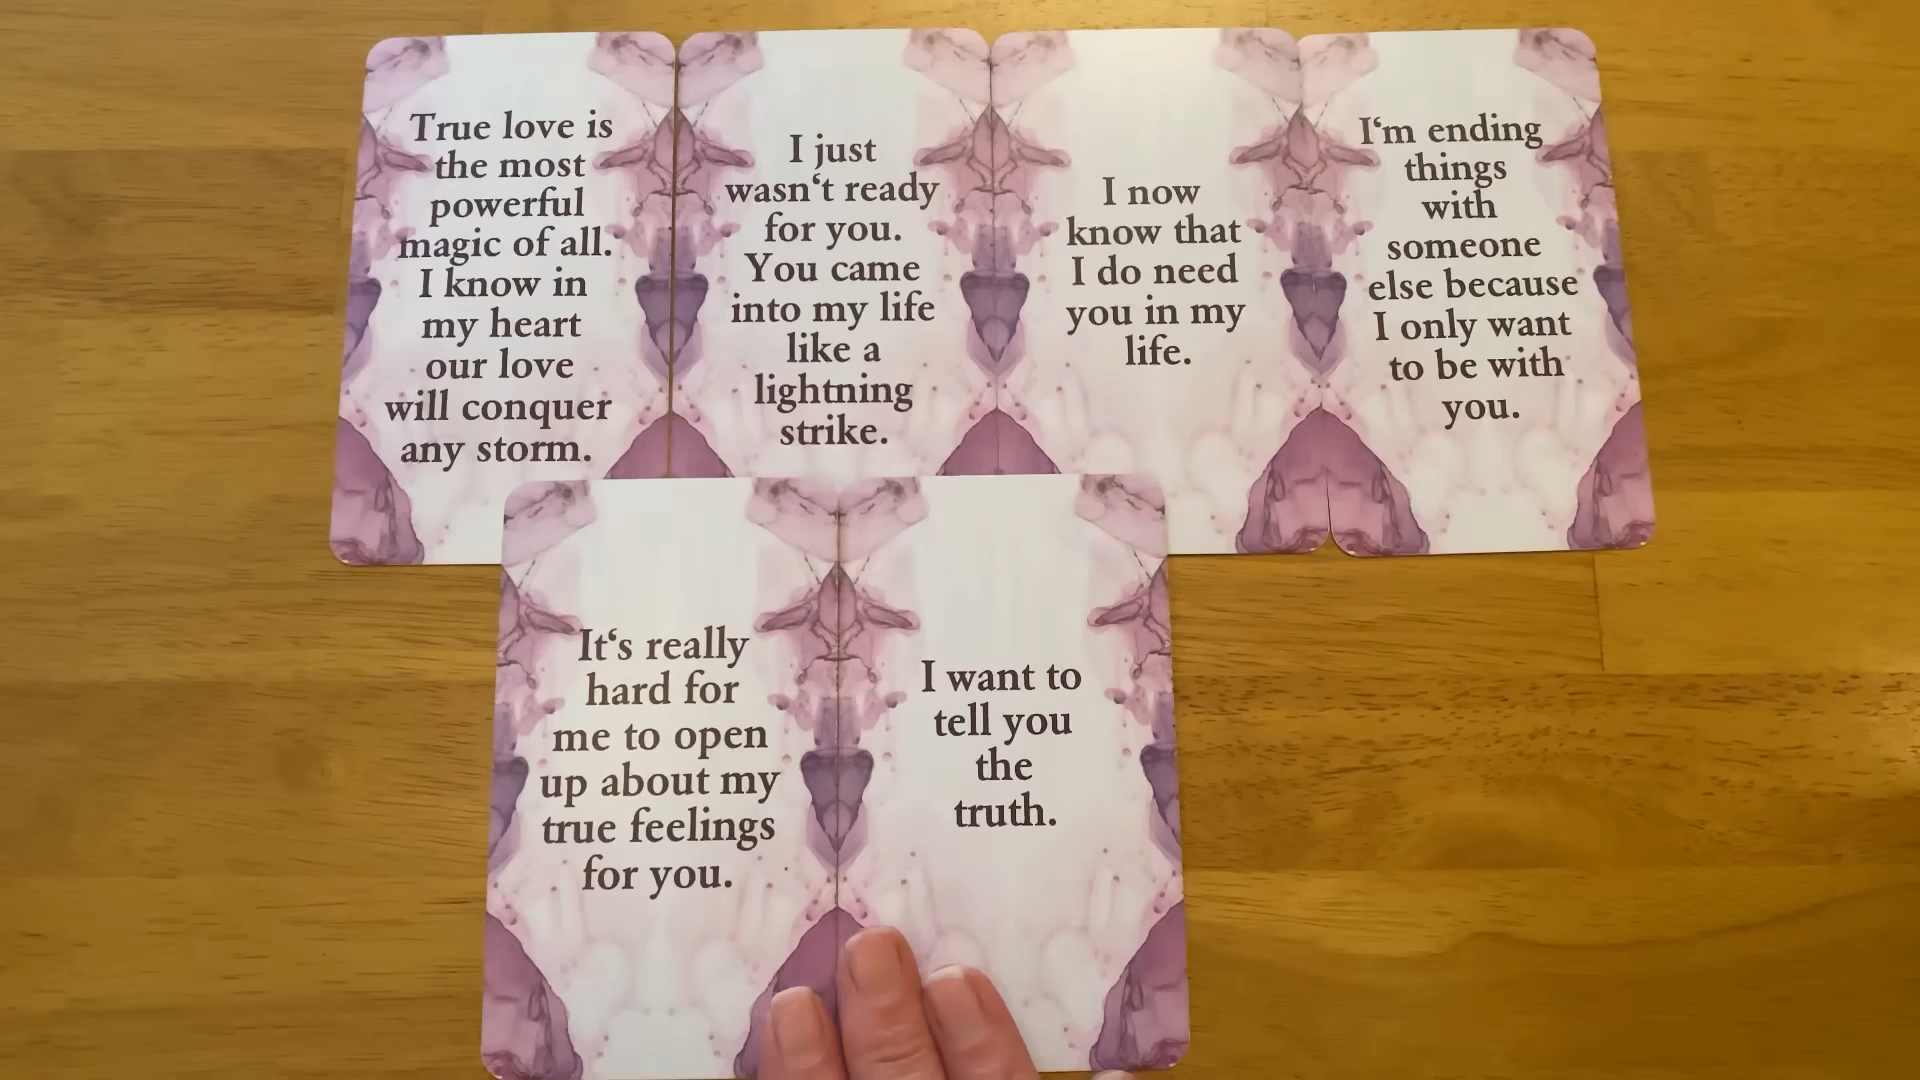 True love is
the most
powerful
magic of all.
I know in
my heart
our love
will conquer
any storm.
I just
wasn‘t ready
for you.
You came
into my life
like a
lightning
strike.
I now
know that
I do need
you in my
life.
I‘m ending
things
with
someone
else because
I only want
to be with
you.
It‘s really
hard for
me to open
up about my
true feelings
for you.
I want to
tell you
the
truth.